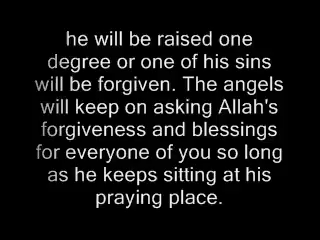 he will be raised one
degree or one of his sins
will be forgiven. The angels
will keep on asking Allah's
forgiveness and blessings
for everyone of you so long
as he keeps sitting at his
praying place.